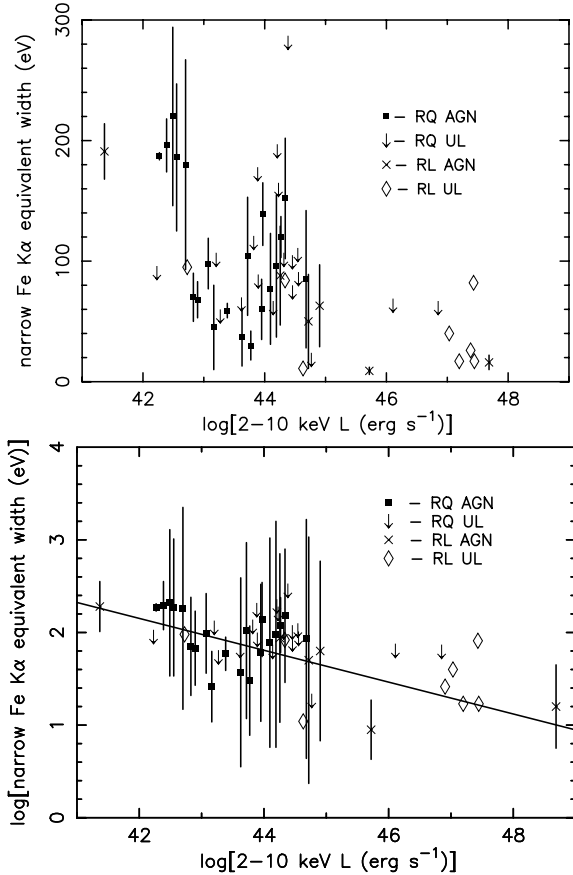 300
200
100
0
narrow Fe Kα equivalent width (eV)
– RQ AGN
– RQ UL
– RL AGN
– RL UL
42 44 46 48
log[2−10 keV L (erg s⁻¹)]
4
3
2
1
0
log[narrow Fe Kα equivalent width (eV)]
– RQ AGN
– RQ UL
– RL AGN
– RL UL
42 44 46 48
log[2−10 keV L (erg s⁻¹)]